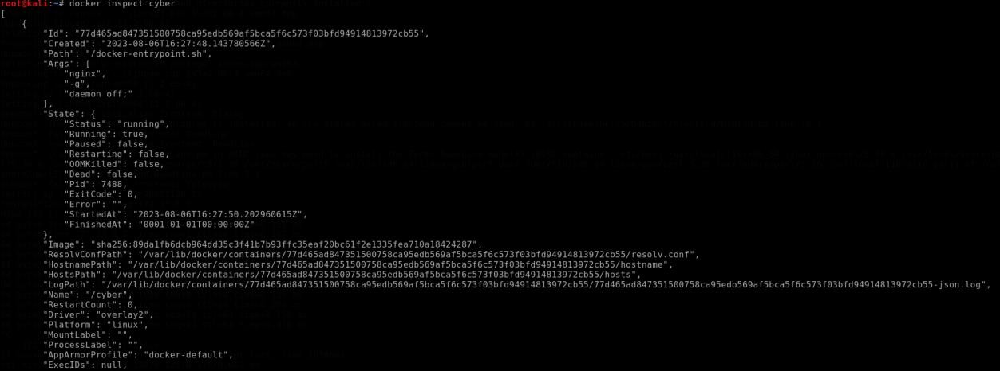 root@kali:~# docker inspect cyber
[
    {
        "Id": "77d465ad847351500758ca95edb569af5bca5f6c573f03bfd94914813972cb55",
        "Created": "2023-08-06T16:27:48.143780566Z",
        "Path": "/docker-entrypoint.sh",
        "Args": [
            "nginx",
            "-g",
            "daemon off;"
        ],
        "State": {
            "Status": "running",
            "Running": true,
            "Paused": false,
            "Restarting": false,
            "OOMKilled": false,
            "Dead": false,
            "Pid": 7488,
            "ExitCode": 0,
            "Error": "",
            "StartedAt": "2023-08-06T16:27:50.202960615Z",
            "FinishedAt": "0001-01-01T00:00:00Z"
        },
        "Image": "sha256:89da1fb6dcb964dd35c3f41b7b93ffc35eaf20bc61f2e1335fea710a18424287",
        "ResolvConfPath": "/var/lib/docker/containers/77d465ad847351500758ca95edb569af5bca5f6c573f03bfd94914813972cb55/resolv.conf",
        "HostnamePath": "/var/lib/docker/containers/77d465ad847351500758ca95edb569af5bca5f6c573f03bfd94914813972cb55/hostname",
        "HostsPath": "/var/lib/docker/containers/77d465ad847351500758ca95edb569af5bca5f6c573f03bfd94914813972cb55/hosts",
        "LogPath": "/var/lib/docker/containers/77d465ad847351500758ca95edb569af5bca5f6c573f03bfd94914813972cb55/77d465ad847351500758ca95edb569af5bca5f6c573f03bfd94914813972cb55-json.log",
        "Name": "/cyber",
        "RestartCount": 0,
        "Driver": "overlay2",
        "Platform": "linux",
        "MountLabel": "",
        "ProcessLabel": "",
        "AppArmorProfile": "docker-default",
        "ExecIDs": null,